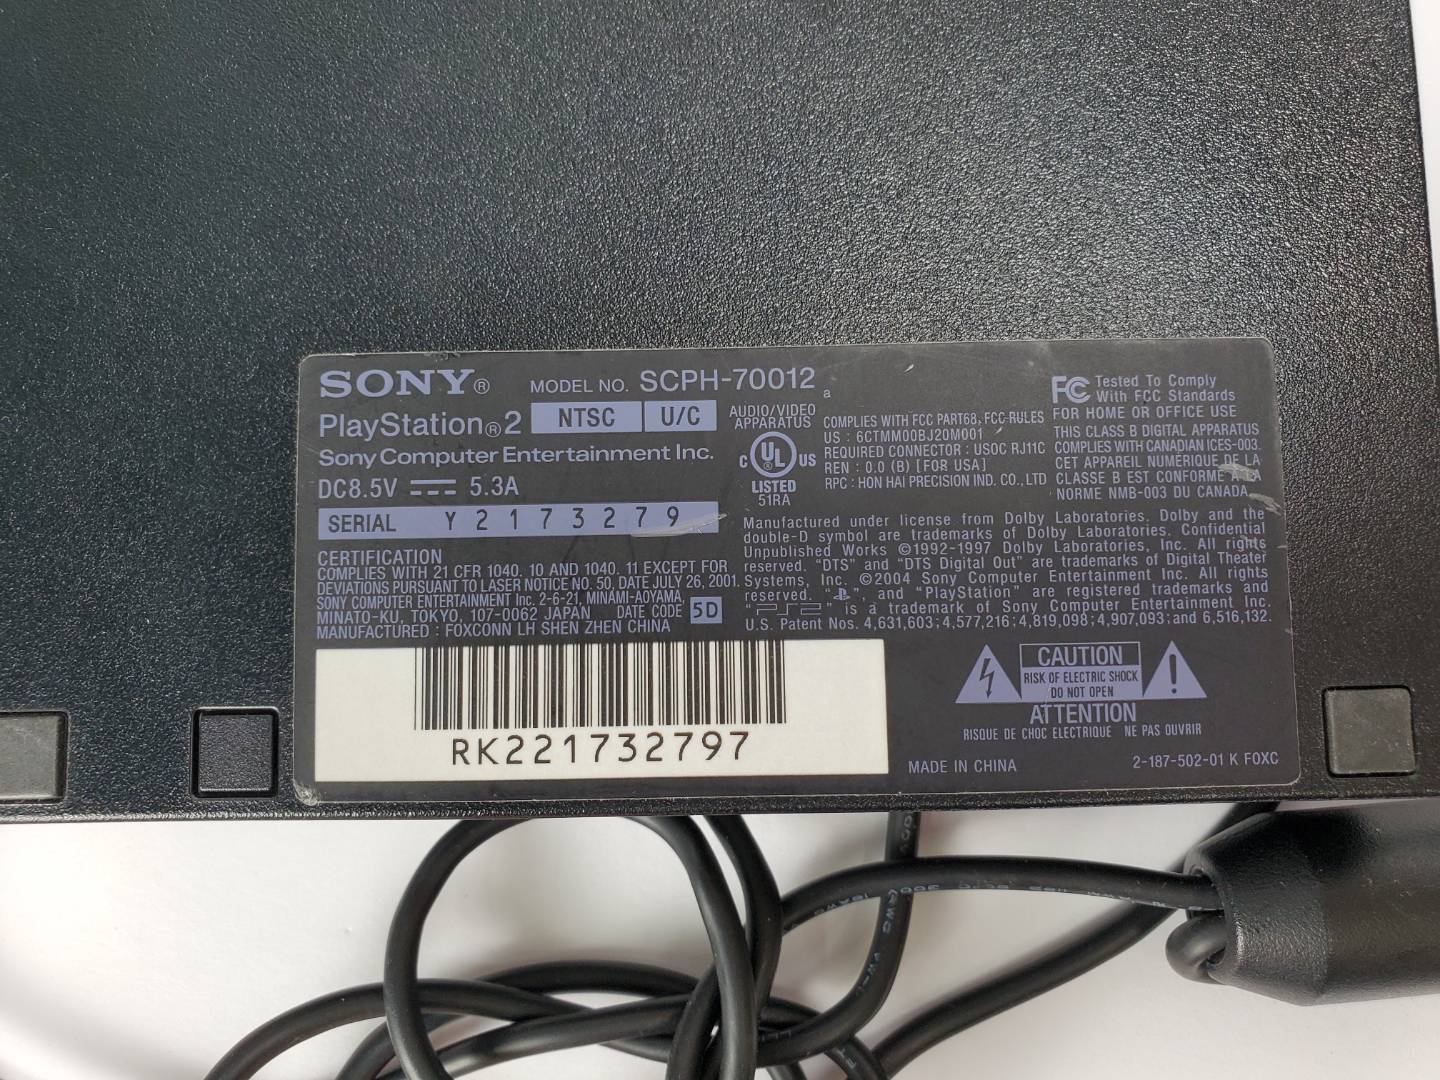 SONY®
MODEL NO. SCPH-70012 a
PlayStation®2 NTSC U/C
Sony Computer Entertainment Inc.
DC8.5V 5.3A
SERIAL Y2173279
CERTIFICATION
COMPLIES WITH 21 CFR 1040. 10 AND 1040. 11 EXCEPT FOR
DEVIATIONS PURSUANT TO LASER NOTICE NO. 50, DATE JULY 26, 2001.
SONY COMPUTER ENTERTAINMENT Inc. 2-6-21, MINAMI-AOYAMA,
MINATO-KU, TOKYO, 107-0062 JAPAN DATE CODE 5D
MANUFACTURED : FOXCONN LH SHEN ZHEN CHINA
AUDIO/VIDEO
APPARATUS
C UL ® US
LISTED
51RA
COMPLIES WITH FCC PART68, FCC RULES
US : 6CTMM00BJ20M001
REQUIRED CONNECTOR : USOC RJ11C
REN : 0.0 (B) [FOR USA]
RPC : HON HAI PRECISION IND. CO., LTD
FC Tested To Comply
With FCC Standards
FOR HOME OR OFFICE USE
THIS CLASS B DIGITAL APPARATUS
COMPLIES WITH CANADIAN ICES-003
CET APPAREIL NUMÉRIQUE DE LA
CLASSE B EST CONFORME À LA
NORME NMB-003 DU CANADA
Manufactured under license from Dolby Laboratories. Dolby and the
double-D symbol are trademarks of Dolby Laboratories. Confidential
Unpublished Works ©1992-1997 Dolby Laboratories, Inc. All rights
reserved. "DTS" and "DTS Digital Out" are trademarks of Digital Theater
Systems, Inc. ©2004 Sony Computer Entertainment Inc. All rights
reserved. " ", and "PlayStation" are registered trademarks and
"PS2" is a trademark of Sony Computer Entertainment Inc.
U.S. Patent Nos. 4,631,603; 4,577,216; 4,819,098; 4,907,093; and 6,516,132.
RK221732797
CAUTION
RISK OF ELECTRIC SHOCK
DO NOT OPEN
ATTENTION
RISQUE DE CHOC ELECTRIQUE NE PAS OUVRIR
MADE IN CHINA
2-187-502-01 K FOXC